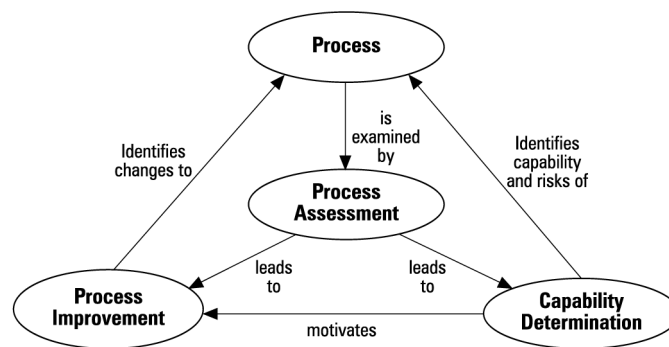 Process
is
examined
by
Identifies
changes to
Identifies
capability
and risks of
Process
Assessment
leads
to
leads
to
Process
Improvement
motivates
Capability
Determination